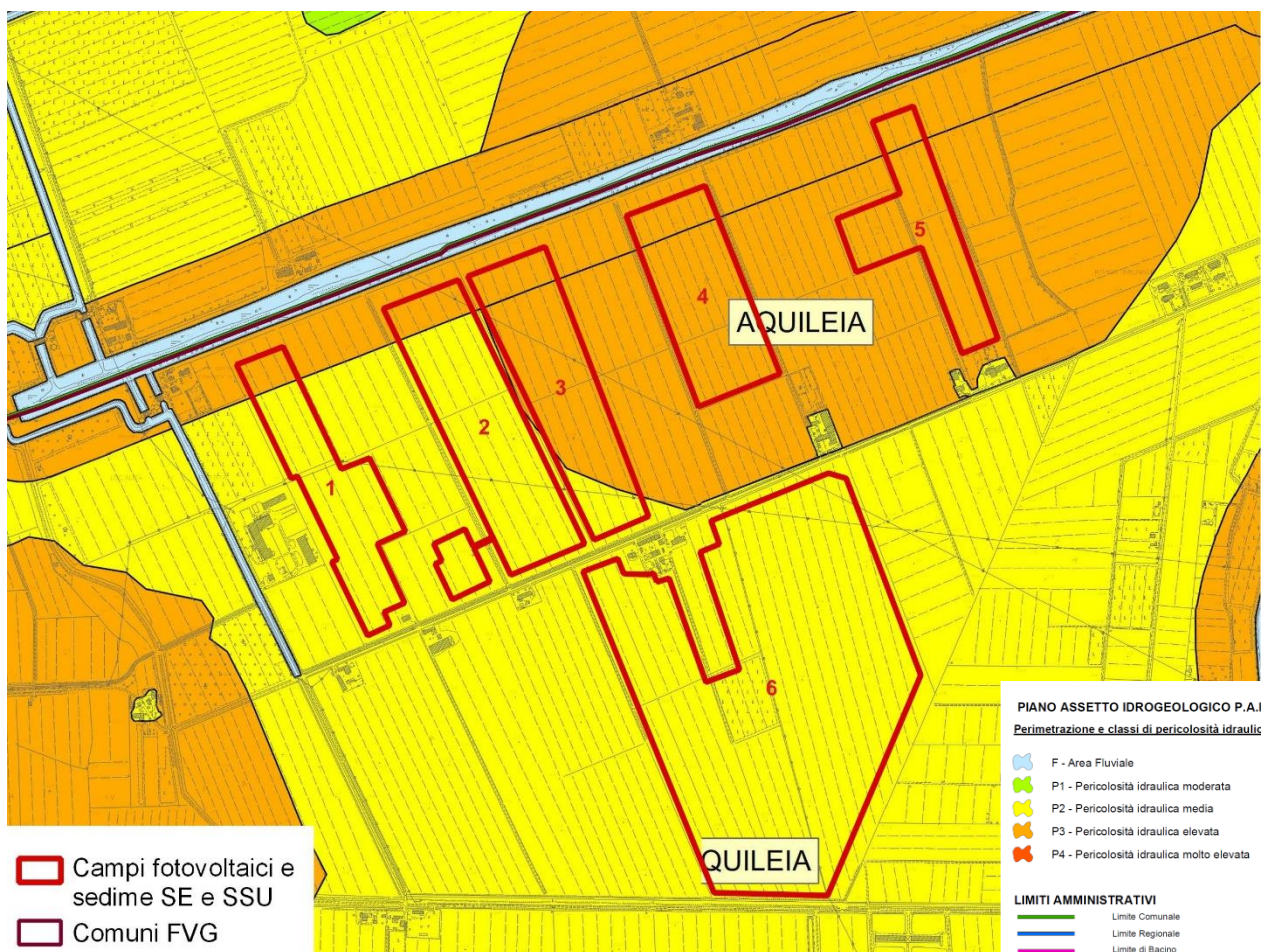 5
4
AQUILEIA
3
2
1
6
QUILEIA
PIANO ASSETTO IDROGEOLOGICO P.A.I
Perimetrazione e classi di pericolosità idraulic
F - Area Fluviale
P1 - Pericolosità idraulica moderata
P2 - Pericolosità idraulica media
P3 - Pericolosità idraulica elevata
P4 - Pericolosità idraulica molto elevata
LIMITI AMMINISTRATIVI
Limite Comunale
Limite Regionale
Limite di Bacino
Campi fotovoltaici e
sedime SE e SSU
Comuni FVG